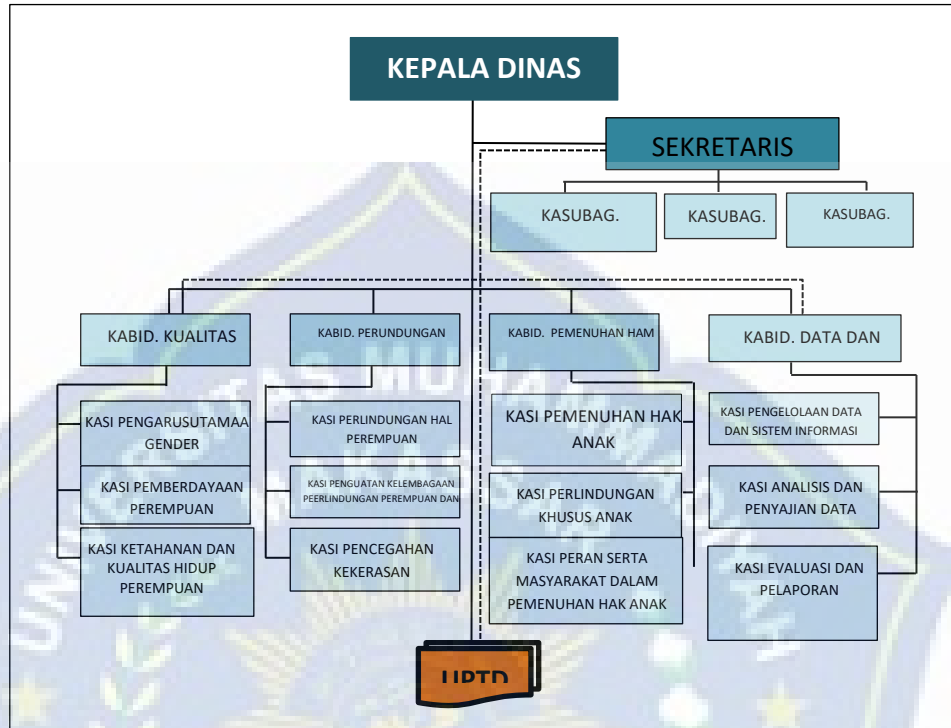 KEPALA DINAS
SEKRETARIS
KASUBAG.
KASUBAG.
KASUBAG.
KABID. KUALITAS
KABID. PERUNDUNGAN
KABID. PEMENUHAN HAM
KABID. DATA DAN
KASI PENGARUSUTAMAA
GENDER
KASI PEMBERDAYAAN
PEREMPUAN
KASI KETAHANAN DAN
KUALITAS HIDUP
PEREMPUAN
KASI PERLINDUNGAN HAL
PEREMPUAN
KASI PENGUATAN KELEMBAGAAN
PEERLINDUNGAN PEREMPUAN DAN
KASI PENCEGAHAN
KEKERASAN
KASI PEMENUHAN HAK
ANAK
KASI PERLINDUNGAN
KHUSUS ANAK
KASI PERAN SERTA
MASYARAKAT DALAM
PEMENUHAN HAK ANAK
KASI PENGELOLAAN DATA
DAN SISTEM INFORMASI
KASI ANALISIS DAN
PENYAJIAN DATA
KASI EVALUASI DAN
PELAPORAN
UPTD